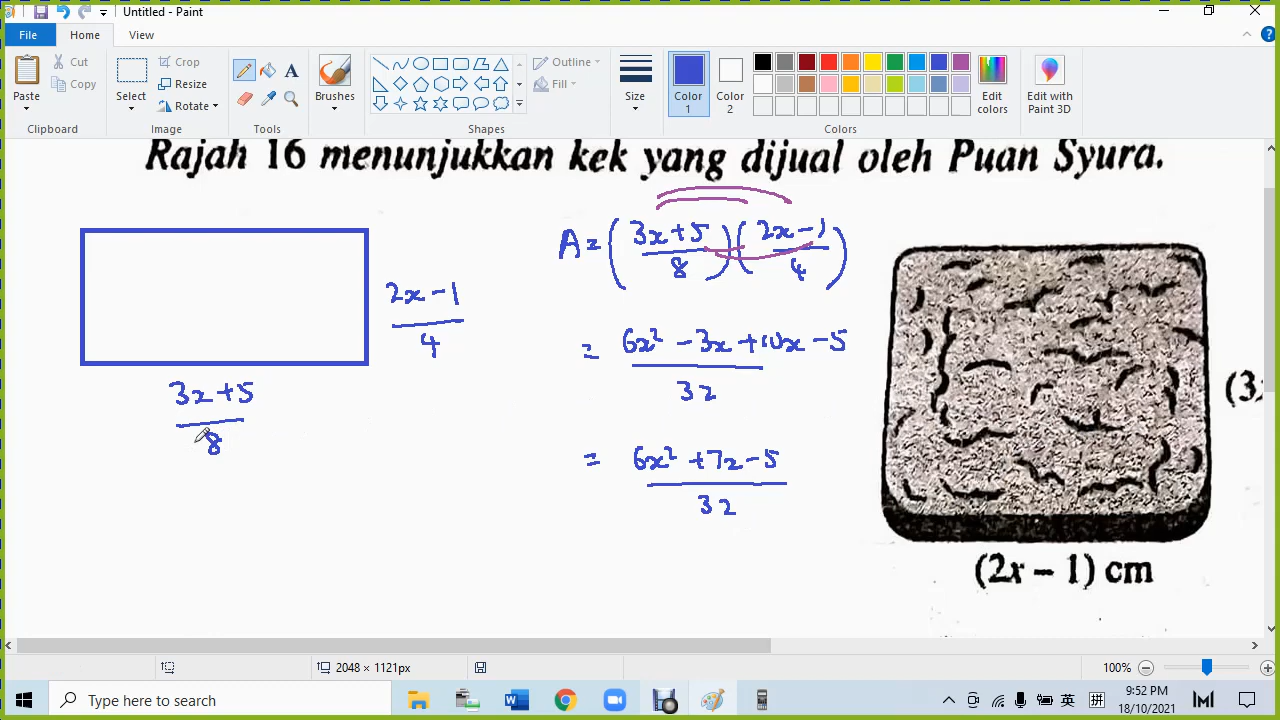 Untitled - Paint
File
Home
View
Paste
Cut
Copy
Clipboard
Select
Crop
Resize
Rotate
Image
A
Tools
Brushes
Outline
Fill
Shapes
Size
Color 1
Color 2
Edit colors
Edit with Paint 3D
Colors
Rajah 16 menunjukkan kek yang dijual oleh Puan Syura.
2x - 1
4
3x + 5
8
A = (3x + 5 / 8)(2x - 1 / 4)
= 6x² - 3x + 10x - 5
32
= 6x² + 7x - 5
32
(3x
(2x – 1) cm
2048 × 1121px
100%
Type here to search
英
拼
9:52 PM
18/10/2021